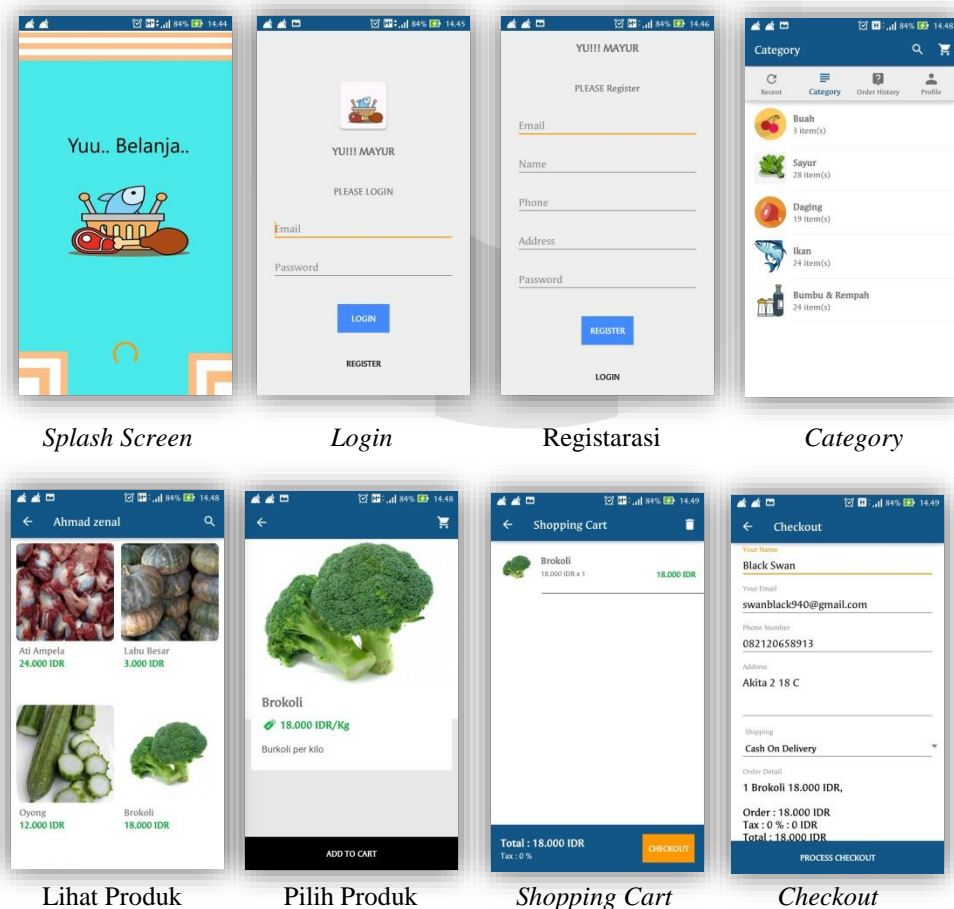 84% 14.44
Yuu.. Belanja..
Splash Screen
84% 14.45
YU!!! MAYUR
PLEASE LOGIN
Email
Password
LOGIN
REGISTER
Login
84% 14.46
YU!!! MAYUR
PLEASE Register
Email
Name
Phone
Address
Password
REGISTER
LOGIN
Registarasi
84% 14.48
Category
Recent Category Order History Profile
Buah
3 item(s)
Sayur
28 item(s)
Daging
19 item(s)
Ikan
24 item(s)
Bumbu & Rempah
24 item(s)
Category
84% 14.48
Ahmad zenal
Ati Ampela
24.000 IDR
Labu Besar
3.000 IDR
Oyong
12.000 IDR
Brokoli
18.000 IDR
Lihat Produk
84% 14.48
Brokoli
18.000 IDR/Kg
Burkoli per kilo
ADD TO CART
Pilih Produk
84% 14.49
Shopping Cart
Brokoli
18.000 IDR x 1
18.000 IDR
Total : 18.000 IDR
Tax : 0 %
CHECKOUT
Shopping Cart
84% 14.49
Checkout
Your Name
Black Swan
Your Email
swanblack940@gmail.com
Phone Number
082120658913
Address
Akita 2 18 C
Shipping
Cash On Delivery
Order Detail
1 Brokoli 18.000 IDR,
Order : 18.000 IDR
Tax : 0 % : 0 IDR
Total : 18.000 IDR
PROCESS CHECKOUT
Checkout